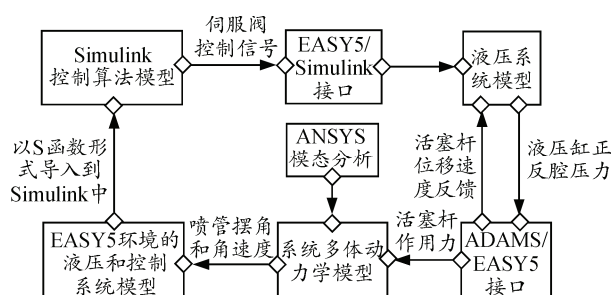 Simulink
控制算法模型
伺服阀
控制信号
EASY5/
Simulink
接口
液压系
统模型
以S函数形
式导入到
Simulink中
ANSYS
模态分析
活塞杆
位移速
度反馈
液压缸正
反腔压力
EASY5环境的
液压和控制
系统模型
喷管摆角
和角速度
系统多体动
力学模型
活塞杆
作用力
ADAMS/
EASY5
接口